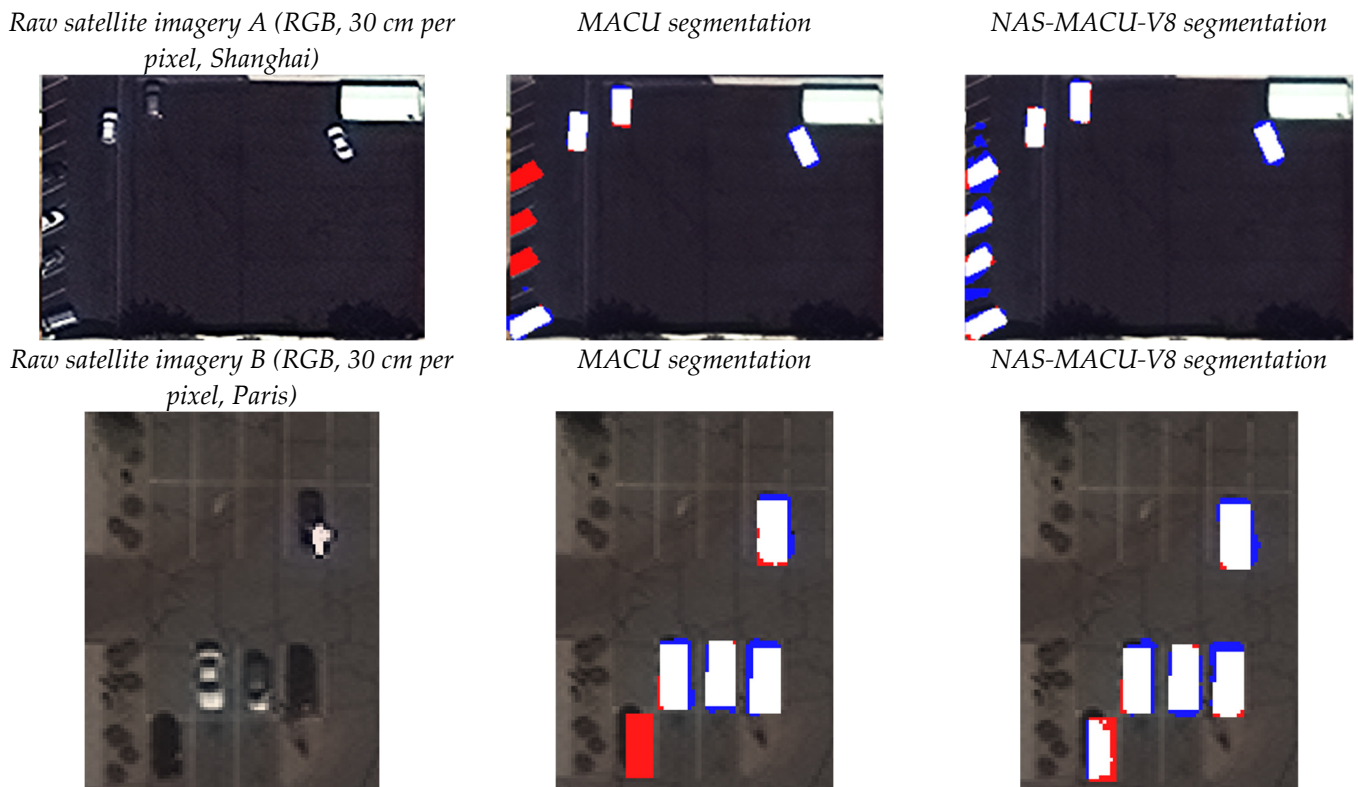 Raw satellite imagery A (RGB, 30 cm per
pixel, Shanghai)
MACU segmentation
NAS-MACU-V8 segmentation
Raw satellite imagery B (RGB, 30 cm per
pixel, Paris)
MACU segmentation
NAS-MACU-V8 segmentation